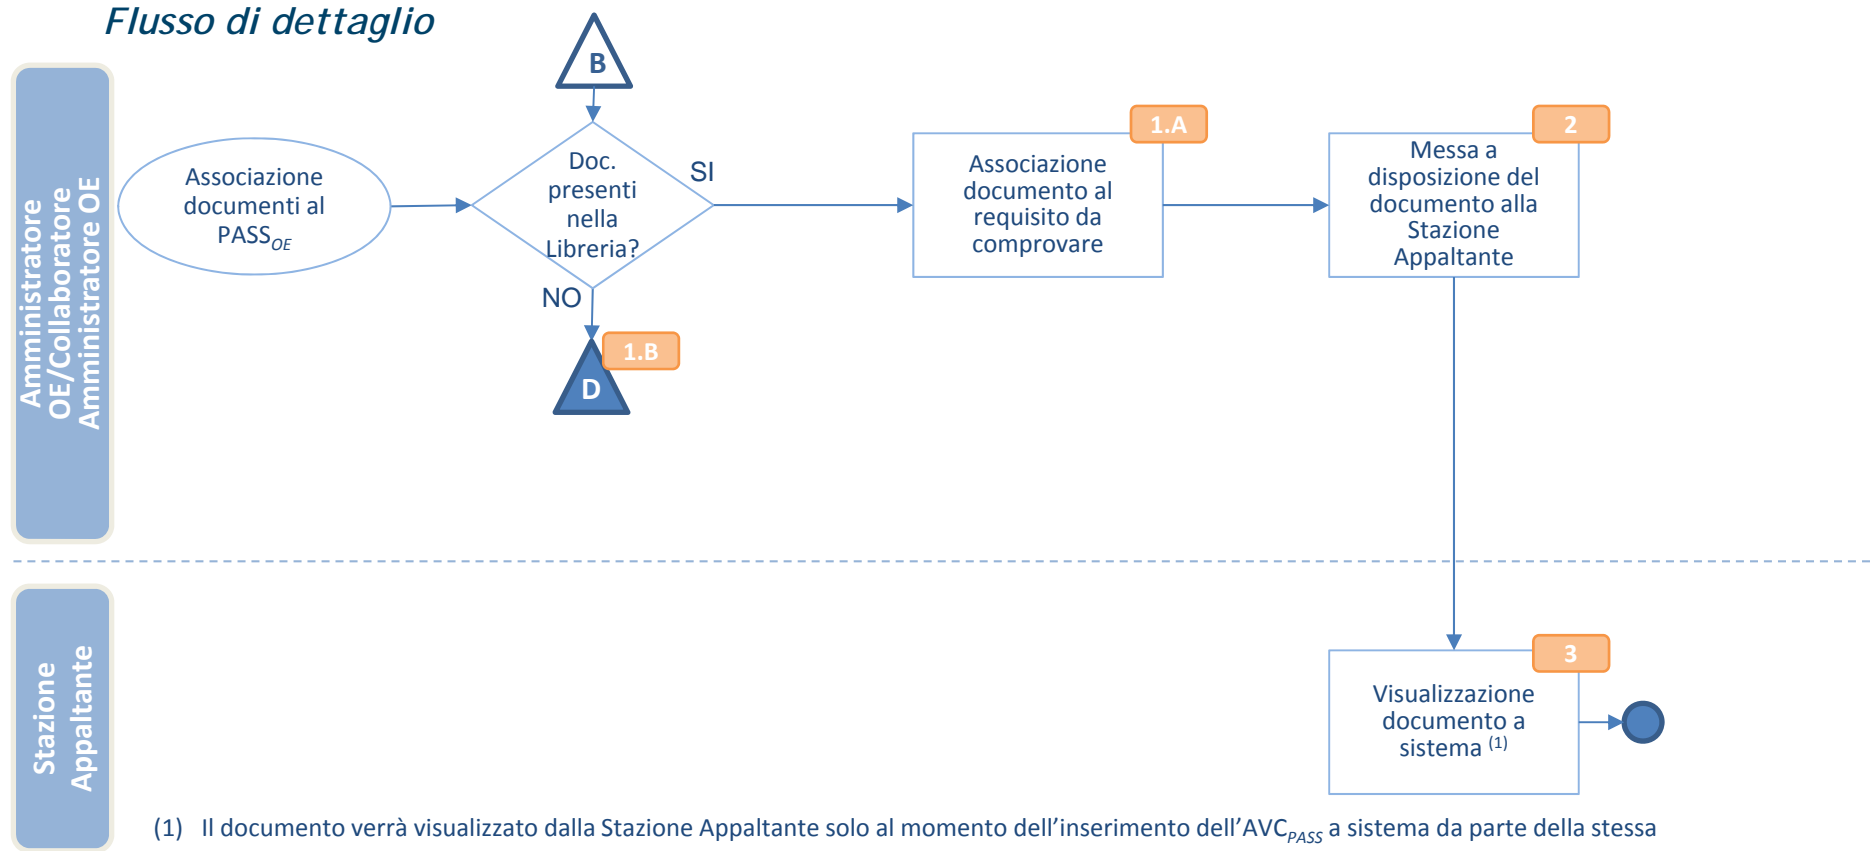 Flusso di dettaglio
Amministratore
OE/Collaboratore
Amministratore OE
B
Associazione
documenti al
PASSOE
Doc.
presenti
nella
Libreria?
SI
NO
1.B
D
1.A
Associazione
documento al
requisito da
comprovare
2
Messa a
disposizione del
documento alla
Stazione
Appaltante
Stazione
Appaltante
3
Visualizzazione
documento a
sistema (1)
(1) Il documento verrà visualizzato dalla Stazione Appaltante solo al momento dell’inserimento dell’AVCPASS a sistema da parte della stessa